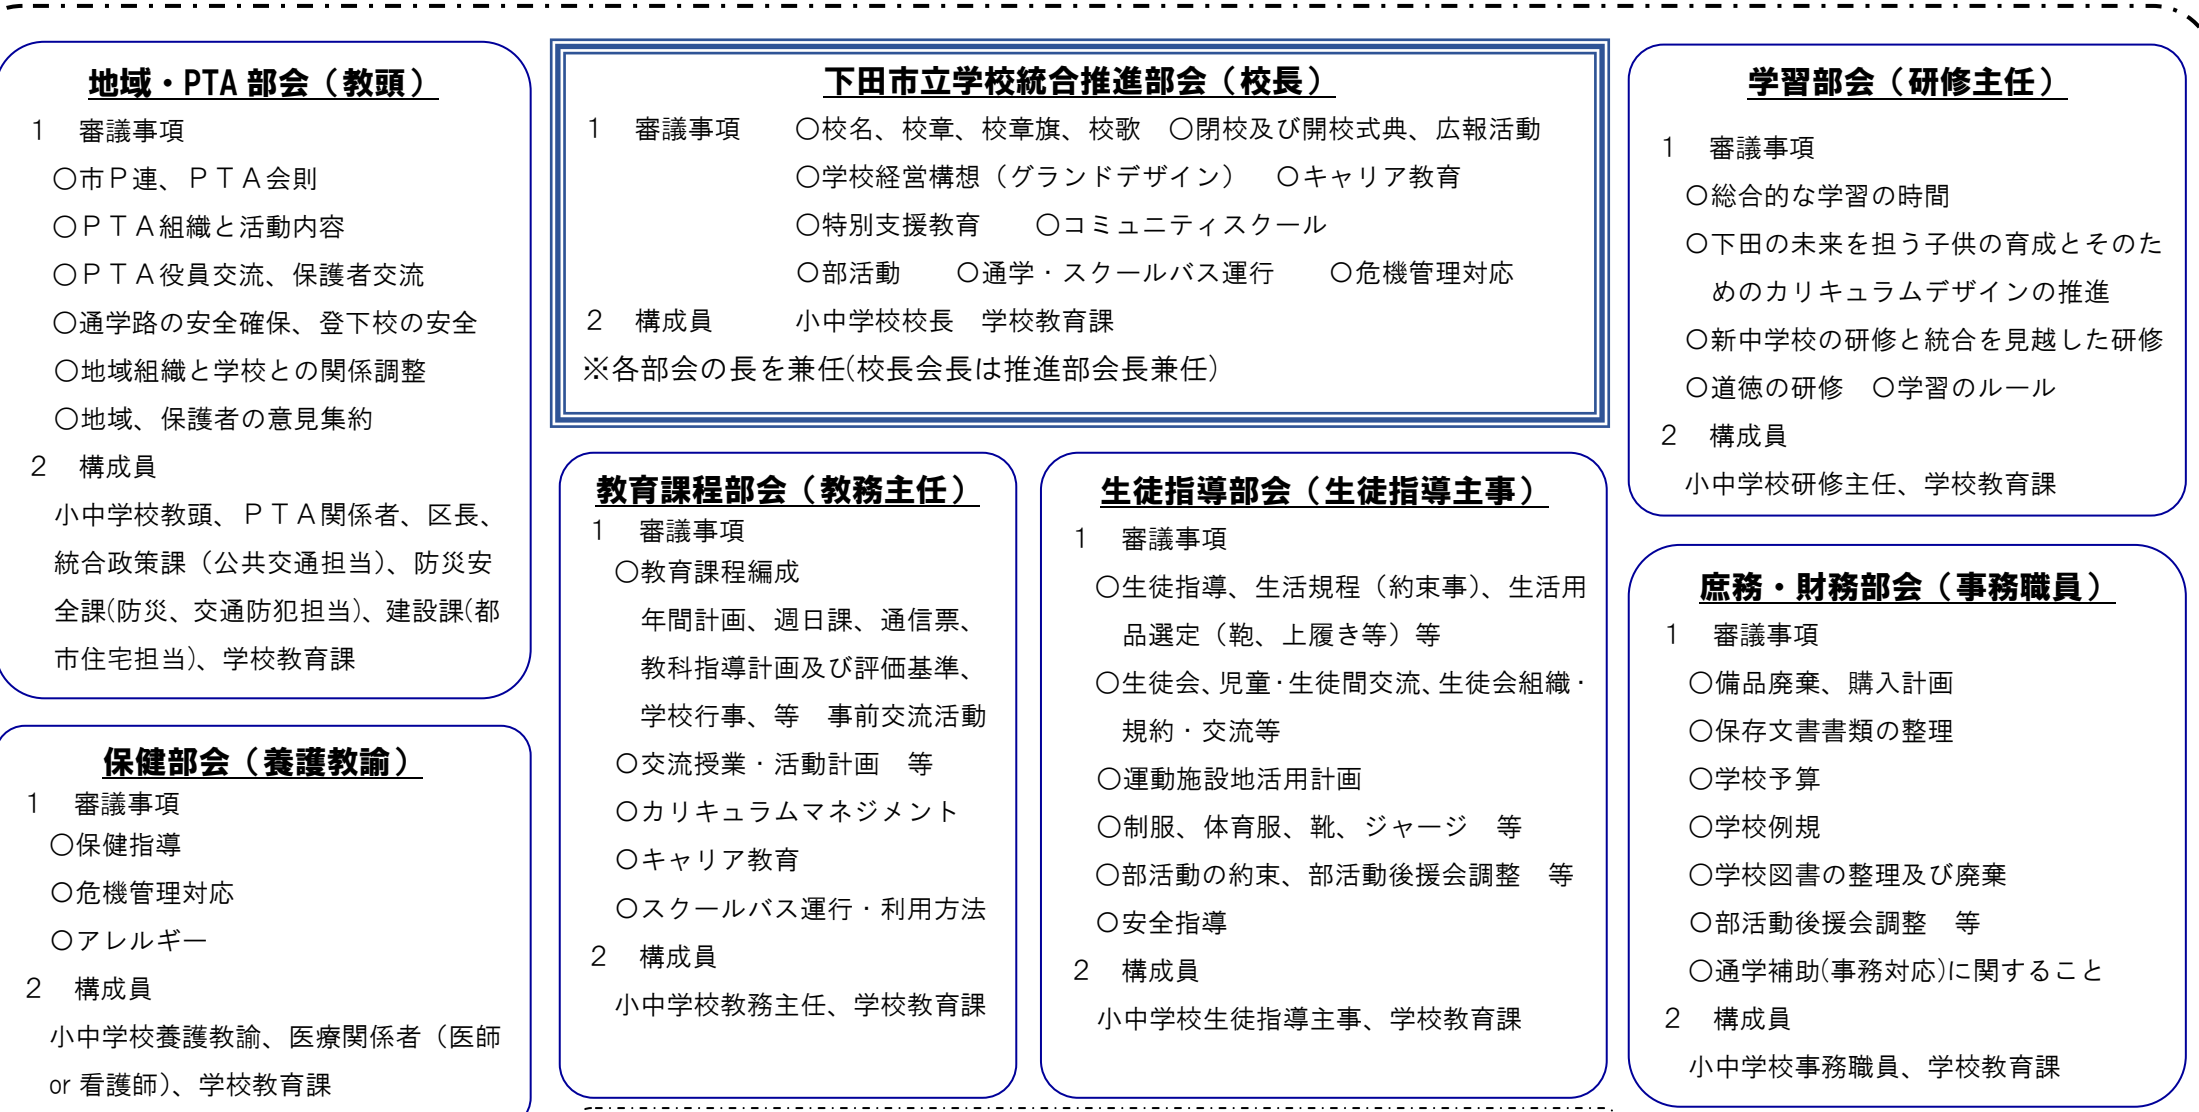 地域・PTA 部会（教頭）
1　審議事項
○市Ｐ連、ＰＴＡ会則
○ＰＴＡ組織と活動内容
○ＰＴＡ役員交流、保護者交流
○通学路の安全確保、登下校の安全
○地域組織と学校との関係調整
○地域、保護者の意見集約
2　構成員
小中学校教頭、ＰＴＡ関係者、区長、
統合政策課（公共交通担当）、防災安
全課(防災、交通防犯担当)、建設課(都
市住宅担当)、学校教育課
保健部会（養護教諭）
1　審議事項
○保健指導
○危機管理対応
○アレルギー
2　構成員
小中学校養護教諭、医療関係者（医師
or 看護師）、学校教育課
下田市立学校統合推進部会（校長）
1　審議事項　　○校名、校章、校章旗、校歌　○閉校及び開校式典、広報活動
○学校経営構想（グランドデザイン）　○キャリア教育
○特別支援教育　　○コミュニティスクール
○部活動　　○通学・スクールバス運行　　○危機管理対応
2　構成員　　　小中学校校長　学校教育課
※各部会の長を兼任(校長会長は推進部会長兼任)
教育課程部会（教務主任）
1　審議事項
○教育課程編成
年間計画、週日課、通信票、
教科指導計画及び評価基準、
学校行事、等　事前交流活動
○交流授業・活動計画　等
○カリキュラムマネジメント
○キャリア教育
○スクールバス運行・利用方法
2　構成員
小中学校教務主任、学校教育課
生徒指導部会（生徒指導主事）
1　審議事項
○生徒指導、生活規程（約束事）、生活用
品選定（鞄、上履き等）等
○生徒会、児童・生徒間交流、生徒会組織・
規約・交流等
○運動施設地活用計画
○制服、体育服、靴、ジャージ　等
○部活動の約束、部活動後援会調整　等
○安全指導
2　構成員
小中学校生徒指導主事、学校教育課
学習部会（研修主任）
1　審議事項
○総合的な学習の時間
○下田の未来を担う子供の育成とそのた
めのカリキュラムデザインの推進
○新中学校の研修と統合を見越した研修
○道徳の研修　○学習のルール
2　構成員
小中学校研修主任、学校教育課
庶務・財務部会（事務職員）
1　審議事項
○備品廃棄、購入計画
○保存文書書類の整理
○学校予算
○学校例規
○学校図書の整理及び廃棄
○部活動後援会調整　等
○通学補助(事務対応)に関すること
2　構成員
小中学校事務職員、学校教育課